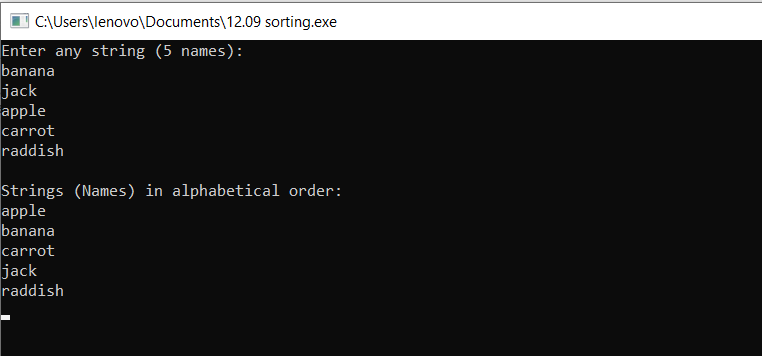 C:\Users\lenovo\Documents\12.09 sorting.exe
Enter any string (5 names):
banana
jack
apple
carrot
raddish
Strings (Names) in alphabetical order:
apple
banana
carrot
jack
raddish